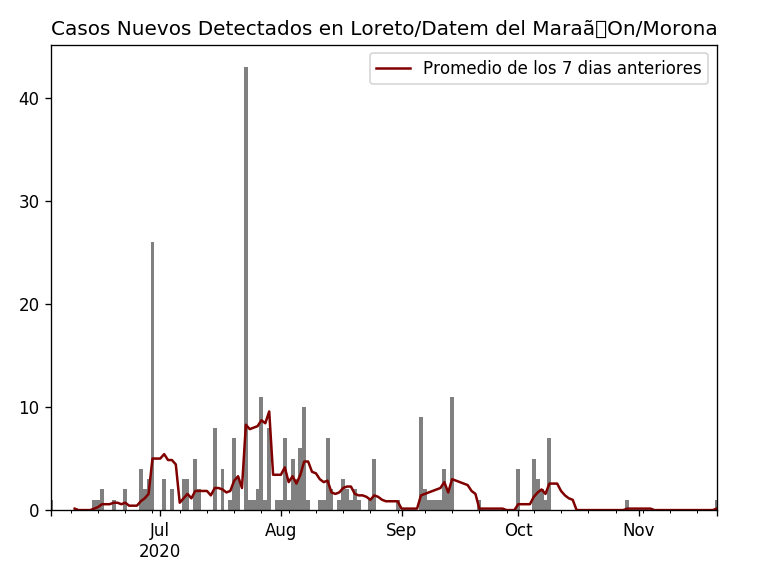 Casos Nuevos Detectados en Loreto/Datem del Maraã▯On/Morona
Promedio de los 7 dias anteriores
40
30
20
10
0
Jul Aug Sep Oct Nov
2020